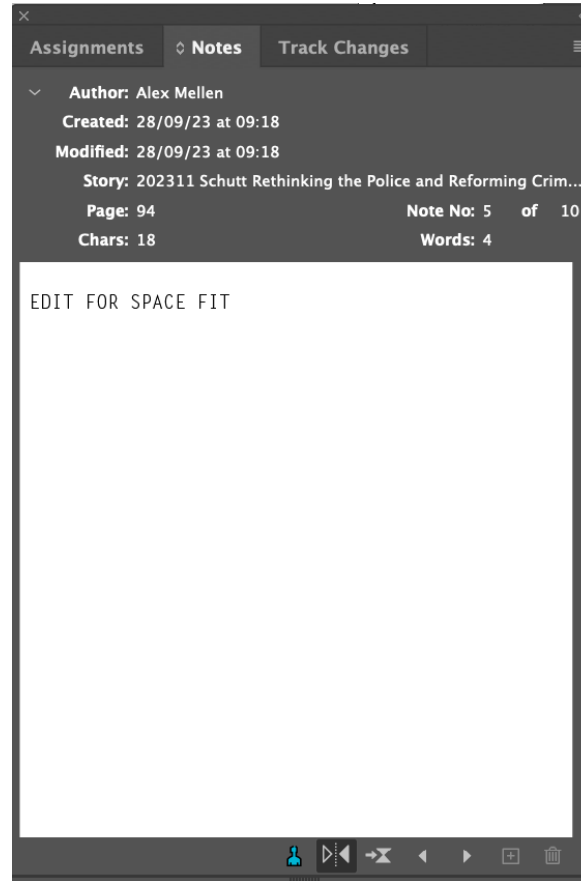 Assignments Notes Track Changes
Author: Alex Mellen
Created: 28/09/23 at 09:18
Modified: 28/09/23 at 09:18
Story: 202311 Schutt Rethinking the Police and Reforming Crim...
Page: 94 Note No: 5 of 10
Chars: 18 Words: 4
EDIT FOR SPACE FIT